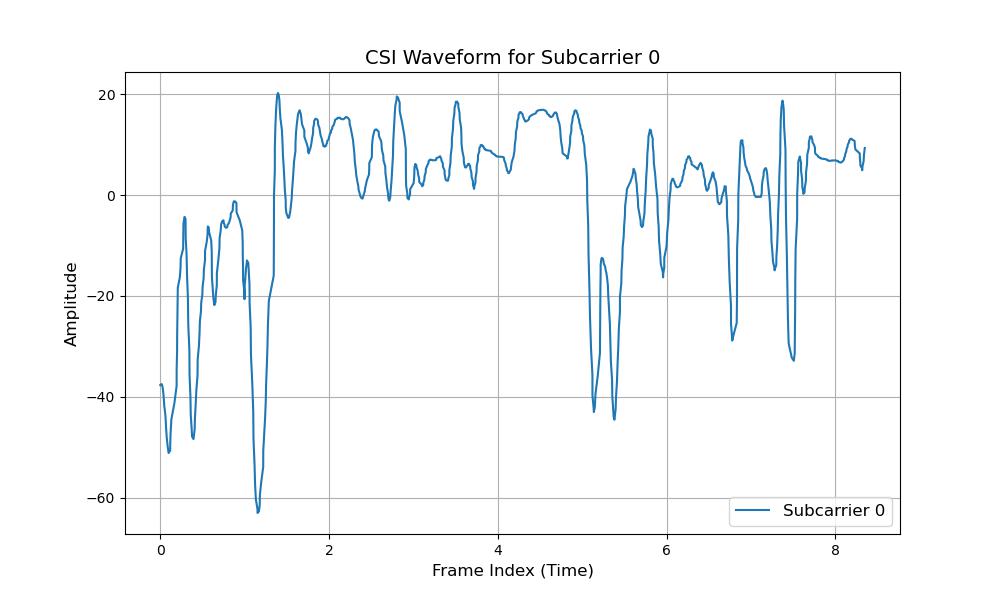 CSI Waveform for Subcarrier 0
20
0
−20
−40
−60
Amplitude
0 2 4 6 8
Frame Index (Time)
Subcarrier 0